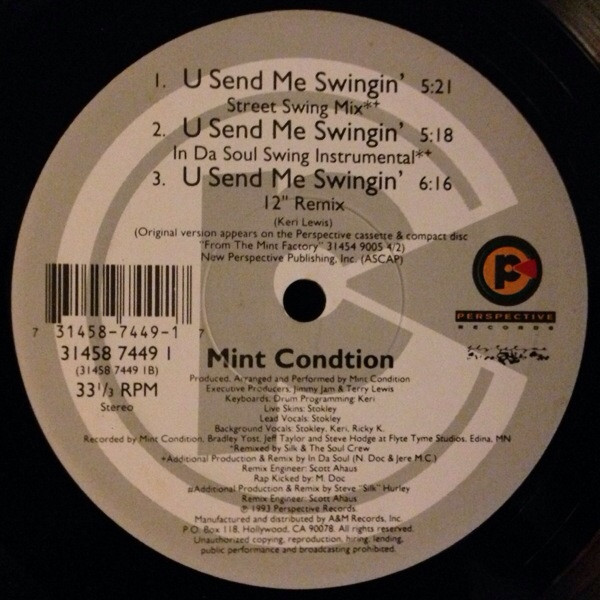 1. U Send Me Swingin' 5:21
Street Swing Mix*+
2. U Send Me Swingin' 5:18
In Da Soul Swing Instrumental*+
3. U Send Me Swingin' 6:16
12" Remix
(Keri Lewis)
(Original version appears on the Perspective cassette & compact disc
"From The Mint Factory" 31454 9005 4/2)
New Perspective Publishing, Inc. (ASCAP)
P
PERSPECTIVE
RECORDS
7 31458-7449-1 7
31458 7449 1
(31458 7449 1B)
33 1/3 RPM
Stereo
Mint Condtion
Produced, Arranged and Performed by Mint Condition
Executive Producers, Jimmy Jam & Terry Lewis
Keyboards, Drum Programming: Keri
Live Skins: Stokley
Lead Vocals: Stokley
Background Vocals: Stokley, Keri, Ricky K.
Recorded by Mint Condition, Bradley Yost, Jeff Taylor and Steve Hodge at Flyte Tyme Studios, Edina, MN
*Remixed by Silk & The Soul Crew
+Additional Production & Remix by In Da Soul (N. Doc & Jere M.C.)
Remix Engineer: Scott Ahaus
Rap Kicked by: M. Doc
#Additional Production & Remix by Steve "Silk" Hurley
Remix Engineer: Scott Ahaus
℗ 1993 Perspective Records
Manufactured and distributed by A&M Records, Inc.
P.O. Box 118, Hollywood, CA 90078. All rights reserved.
Unauthorized copying, reproduction, hiring, lending,
public performance and broadcasting prohibited.